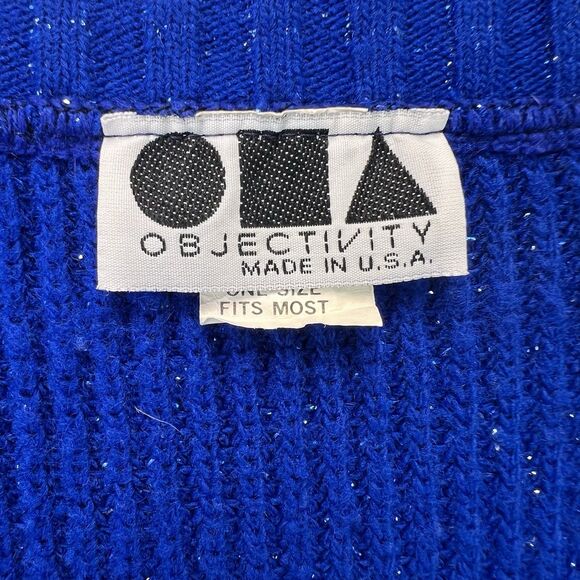 OBJECTIVITY
MADE IN U.S.A.
ONE SIZE
FITS MOST